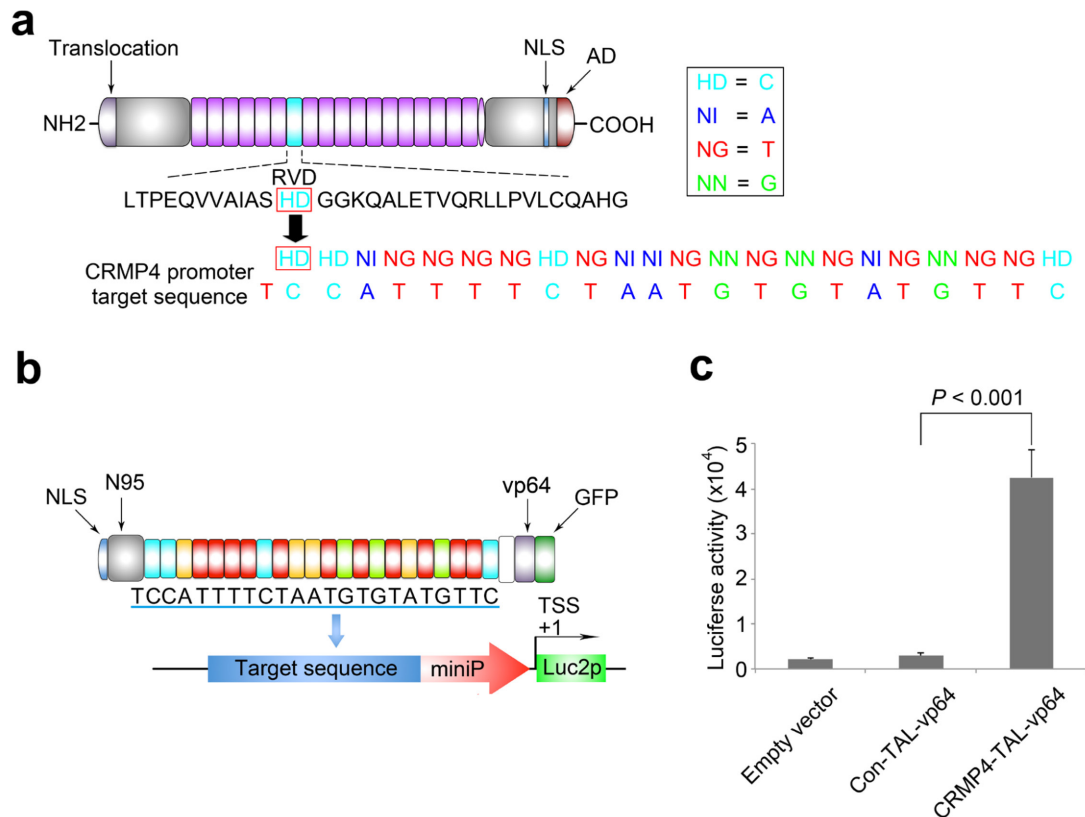 a
Translocation
NLS
AD
NH2
COOH
HD = C
NI = A
NG = T
NN = G
RVD
LTPEQVVAIAS HD GGKQALETVQRLLPVLCQAHG
HD HD NI NG NG NG NG HD NG NI NI NG NN NG NN NG NI NG NN NG NG HD
CRMP4 promoter
target sequence
T C C A T T T T C T A A T G T G T A T G T T C
b
NLS
N95
vp64
GFP
TCCATTTTCTAATGTGTATGTTC
TSS
+1
Target sequence
miniP
Luc2p
c
P < 0.001
Luciferse activity (x10⁴)
5
4
3
2
1
0
Empty vector
Con-TAL-vp64
CRMP4-TAL-vp64